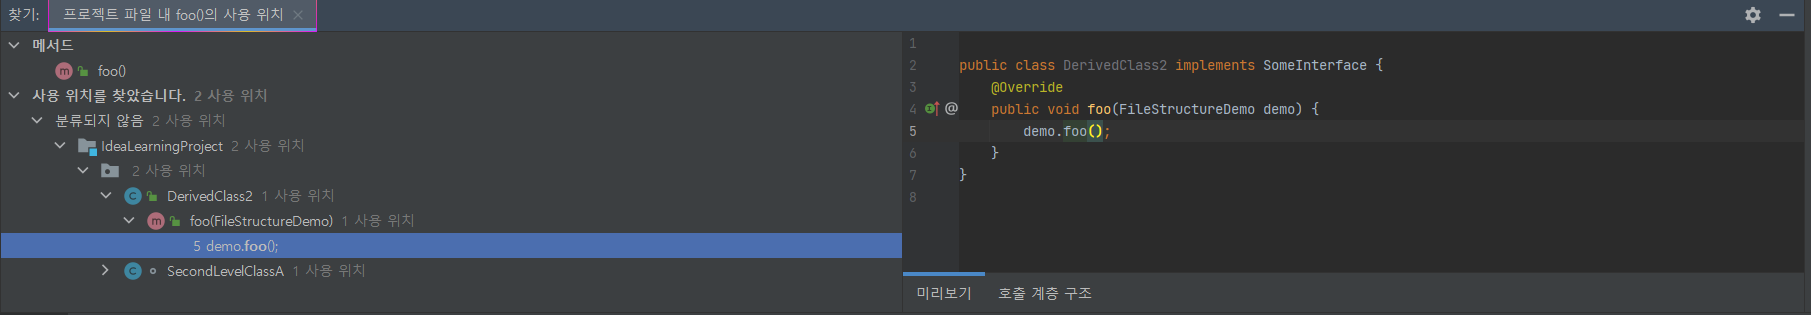 찾기: 프로젝트 파일 내 foo()의 사용 위치
메서드
m foo()
사용 위치를 찾았습니다. 2 사용 위치
분류되지 않음 2 사용 위치
IdeaLearningProject 2 사용 위치
2 사용 위치
C DerivedClass2 1 사용 위치
m foo(FileStructureDemo) 1 사용 위치
5 demo.foo();
C SecondLevelClassA 1 사용 위치
1
2 public class DerivedClass2 implements SomeInterface {
3 @Override
4 I @ public void foo(FileStructureDemo demo) {
5 demo.foo();
6 }
7 }
8
미리보기 호출 계층 구조